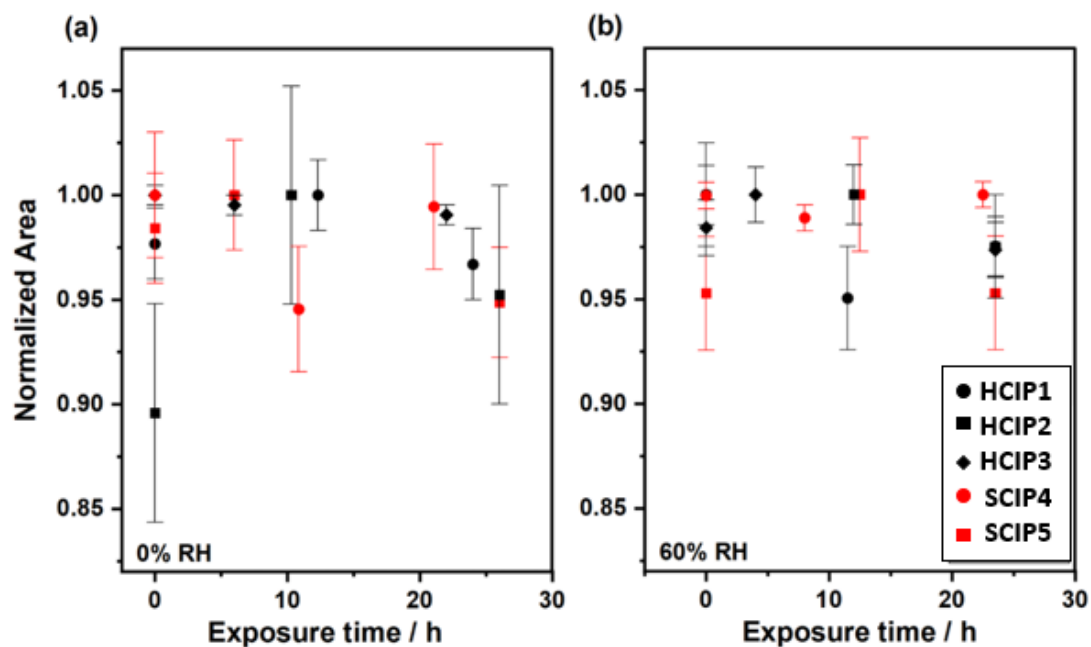 (a)
Normalized Area
1.05
1.00
0.95
0.90
0.85
0% RH
0
10
20
30
Exposure time / h
(b)
1.05
1.00
0.95
0.90
0.85
60% RH
HCIP1
HCIP2
HCIP3
SCIP4
SCIP5
0
10
20
30
Exposure time / h